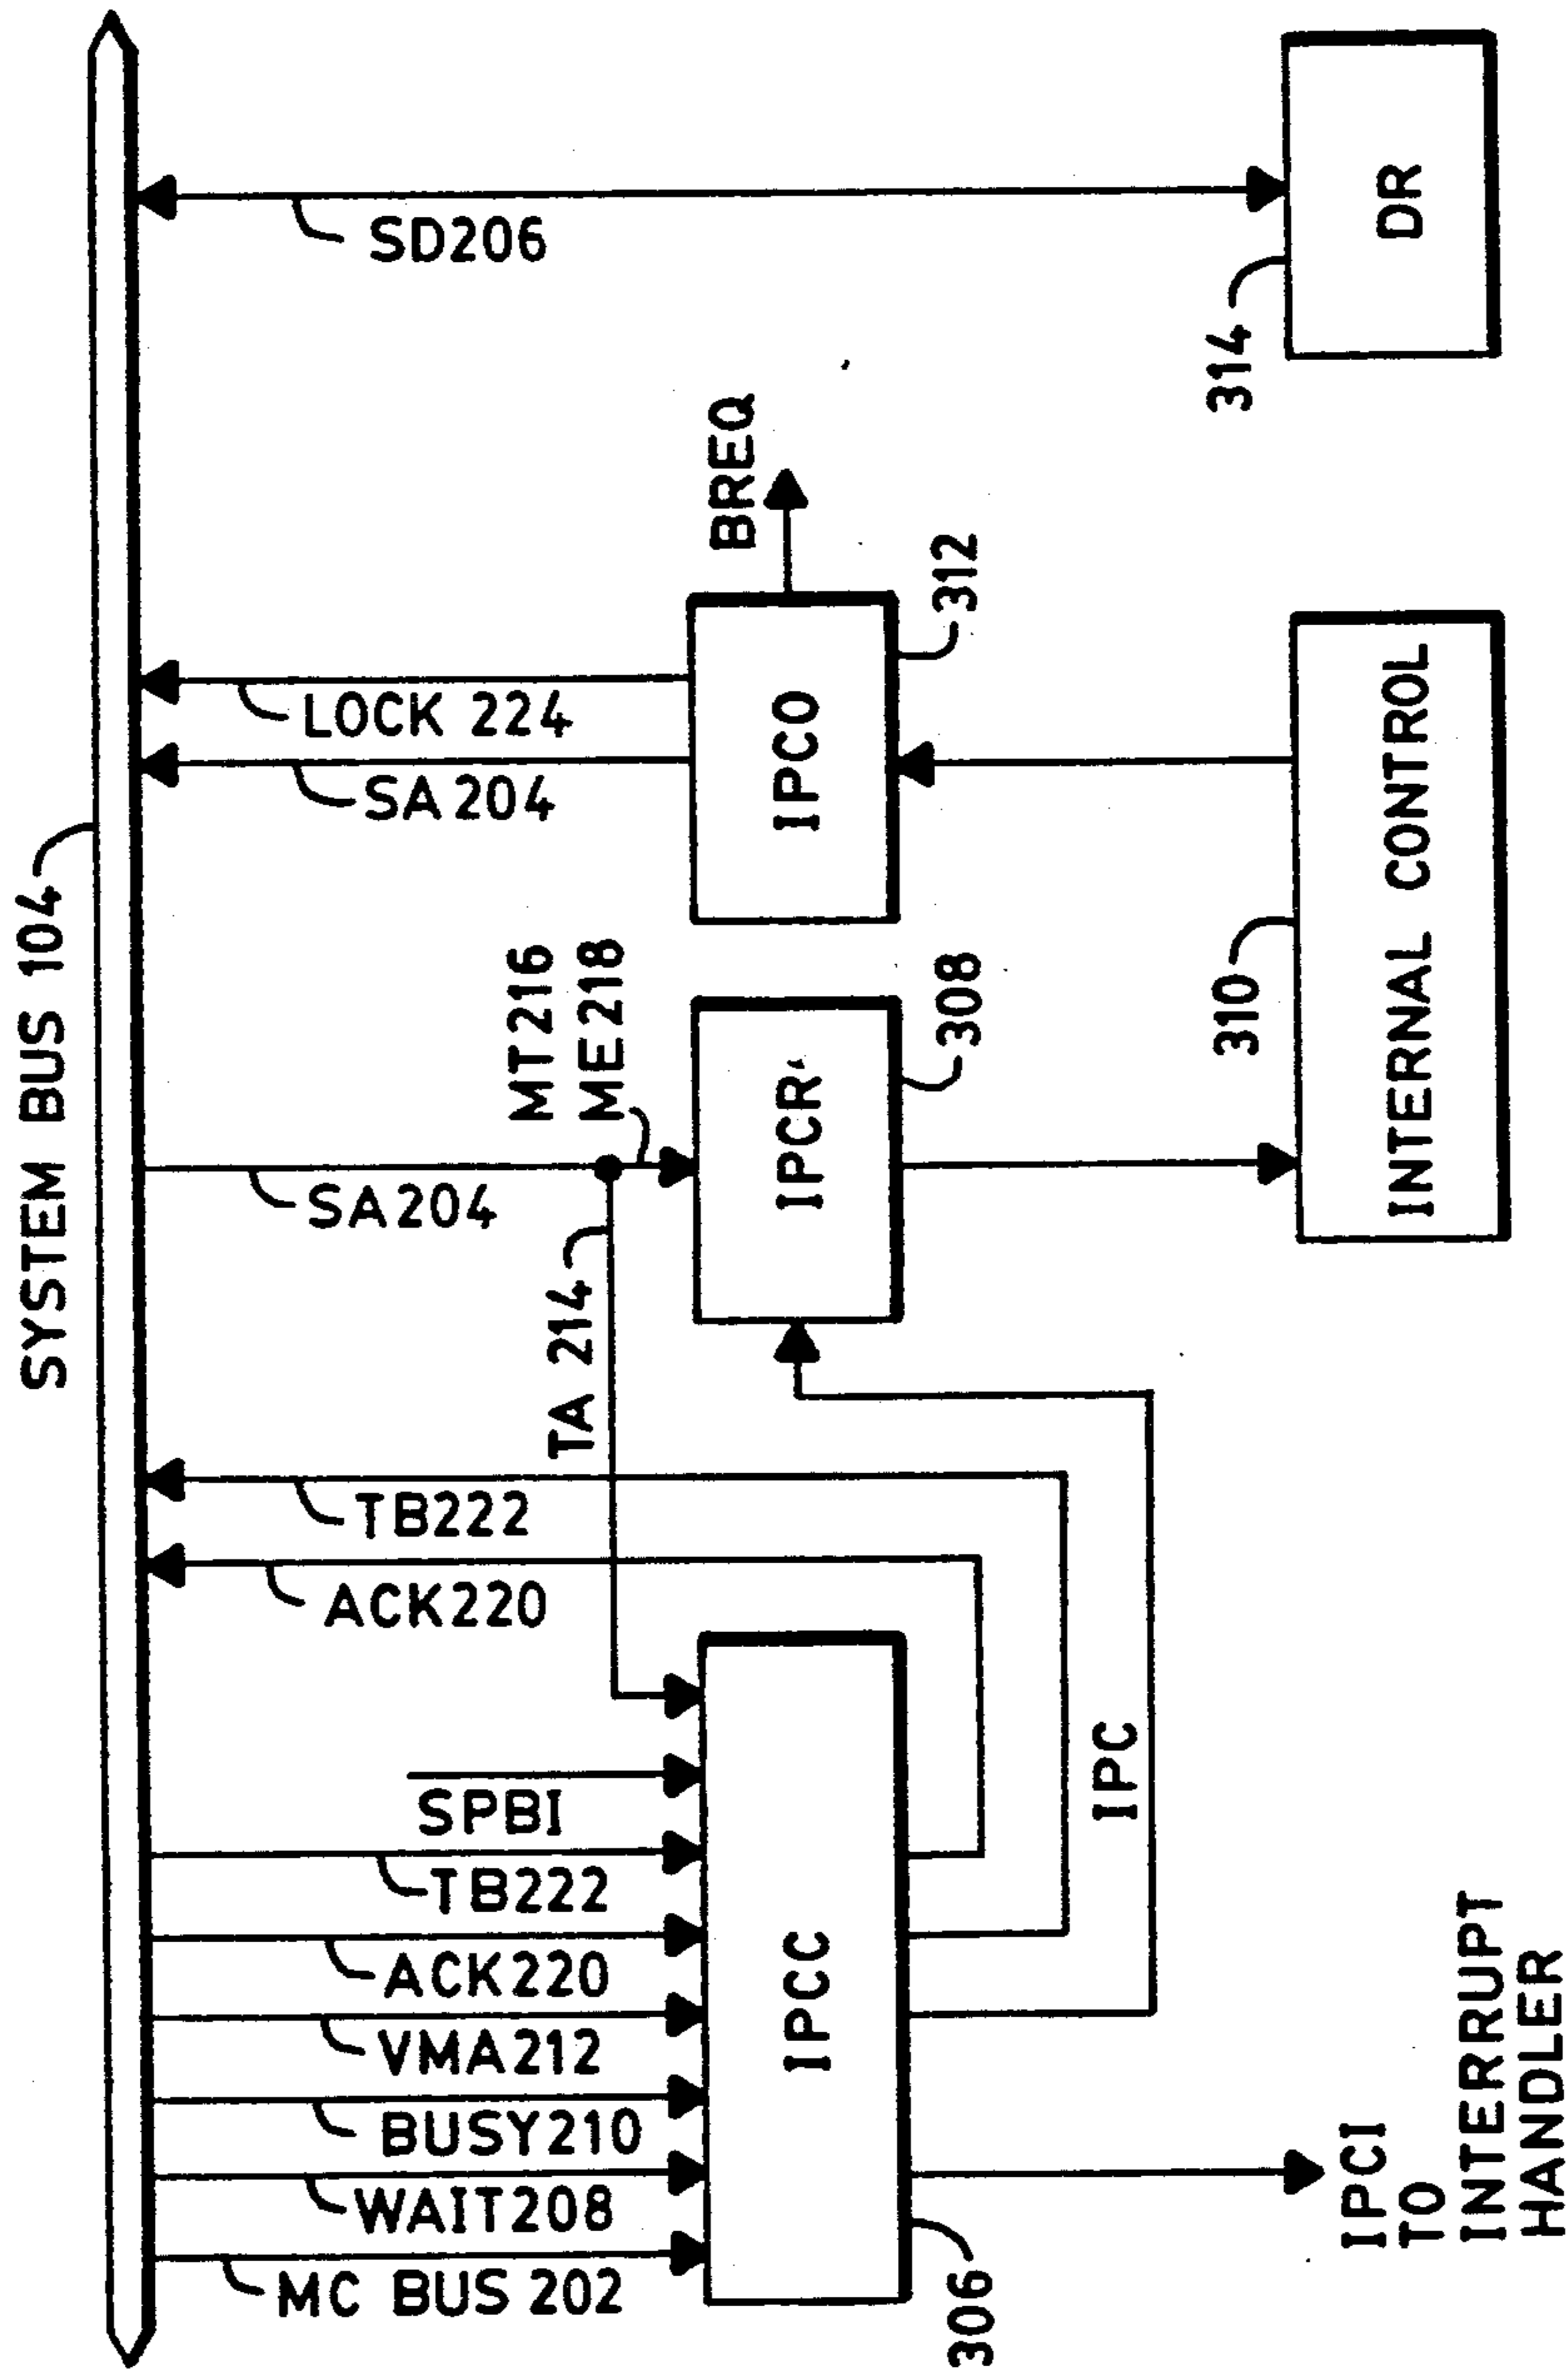 SYSTEM BUS 104
MC BUS 202
WAIT208
BUSY210
VMA212
ACK220
TB222
SPBI
ACK220
TB222
TA 214
SA204
MT216
ME218
SA 204
LOCK 224
SD206
BREQ
IPCC
306
IPC
IPCR
308
IPCO
312
IPCI
TO
INTERRUPT
HANDLER
310
INTERNAL CONTROL
314
DR